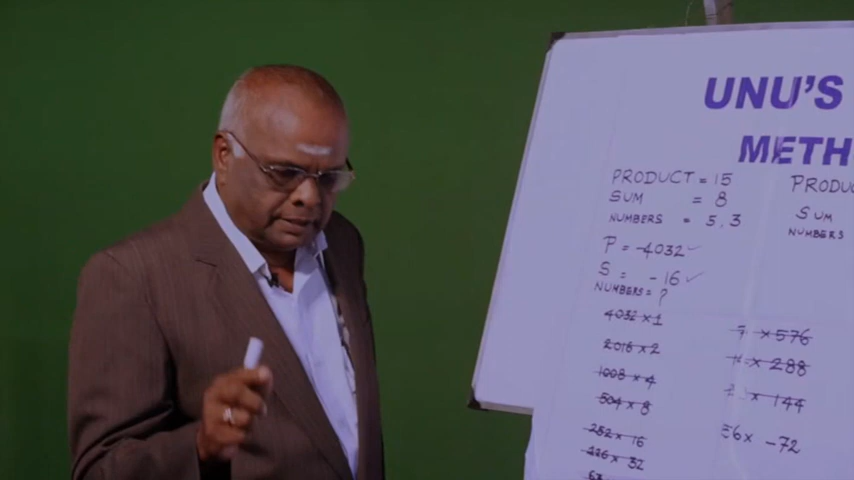 UNU'S
METH
PRODUCT = 15
SUM = 8
NUMBERS = 5, 3
PRODUC
SUM
NUMBERS
P = -4032 ✓
S = -16 ✓
NUMBERS = ?
4032 x 1
2016 x 2
1008 x 4
504 x 8
252 x 16
126 x 32
63
x 576
x 288
x 144
56 x -72